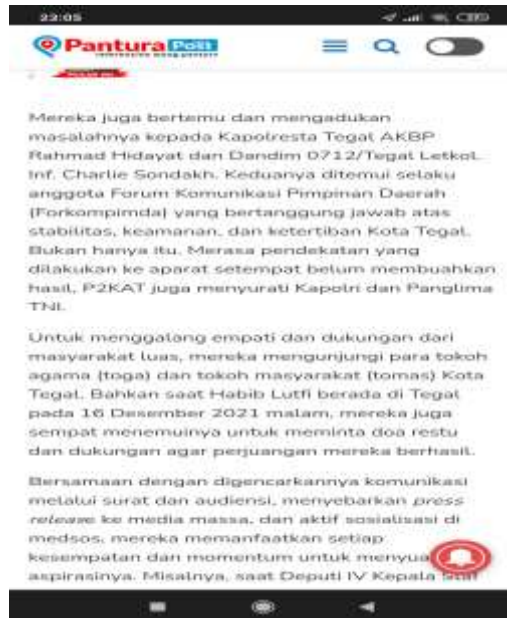 22:05
Pantura Post
Mereka juga bertemu dan mengadukan
masalahnya kepada Kapolresta Tegal AKBP
Rahmad Hidayat dan Dandim 0712/Tegal Letkol.
Inf. Charlie Sondakh. Keduanya ditemui selaku
anggota Forum Komunikasi Pimpinan Daerah
(Forkompimda) yang bertanggung jawab atas
stabilitas, keamanan, dan ketertiban Kota Tegal.
Bukan hanya itu. Merasa pendekatan yang
dilakukan ke aparat setempat belum membuahkan
hasil, P2KAT juga menyurati Kapolri dan Panglima
TNI.
Untuk menggalang empati dan dukungan dari
masyarakat luas, mereka mengunjungi para tokoh
agama (toga) dan tokoh masyarakat (tomas) Kota
Tegal. Bahkan saat Habib Lutfi berada di Tegal
pada 16 Desember 2021 malam, mereka juga
sempat menemuinya untuk meminta doa restu
dan dukungan agar perjuangan mereka berhasil.
Bersamaan dengan digencarkannya komunikasi
melalui surat dan audiensi, menyebarkan press
release ke media massa, dan aktif sosialisasi di
medsos, mereka memanfaatkan setiap
kesempatan dan momentum untuk menyua
aspirasinya. Misalnya, saat Deputi IV Kepala Staf